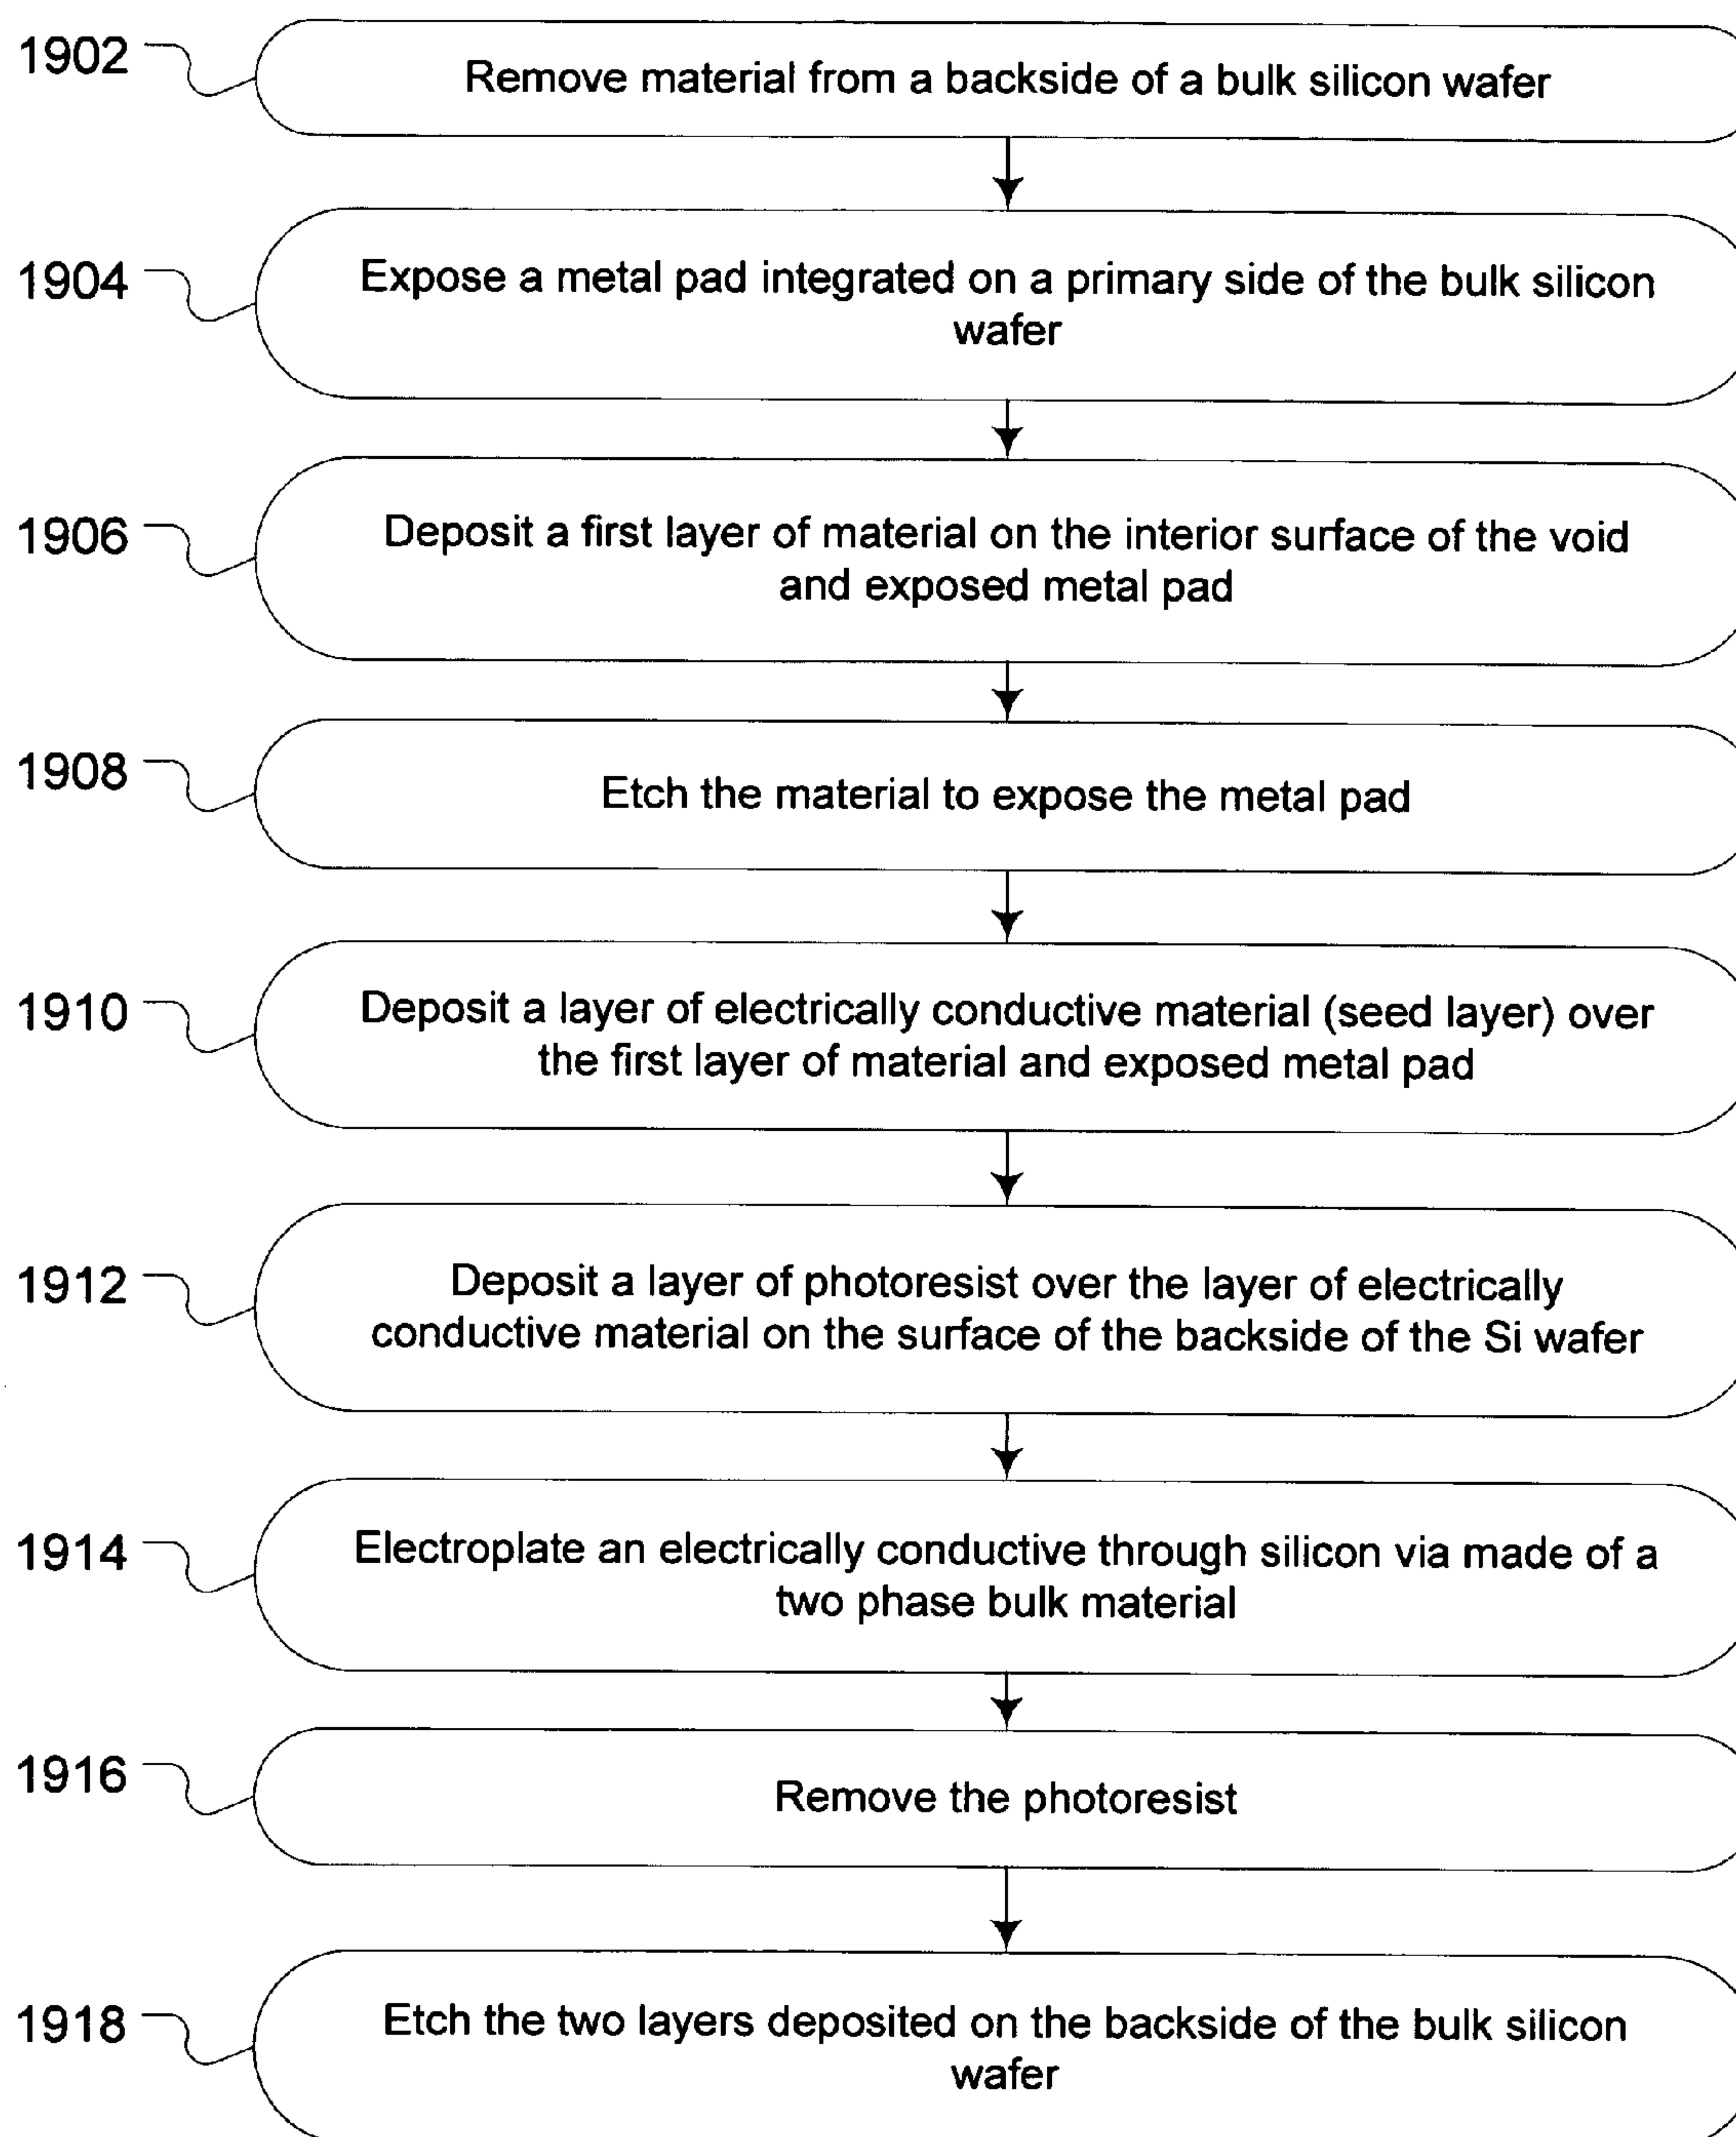 1902
Remove material from a backside of a bulk silicon wafer
1904
Expose a metal pad integrated on a primary side of the bulk silicon
wafer
1906
Deposit a first layer of material on the interior surface of the void
and exposed metal pad
1908
Etch the material to expose the metal pad
1910
Deposit a layer of electrically conductive material (seed layer) over
the first layer of material and exposed metal pad
1912
Deposit a layer of photoresist over the layer of electrically
conductive material on the surface of the backside of the Si wafer
1914
Electroplate an electrically conductive through silicon via made of a
two phase bulk material
1916
Remove the photoresist
1918
Etch the two layers deposited on the backside of the bulk silicon
wafer